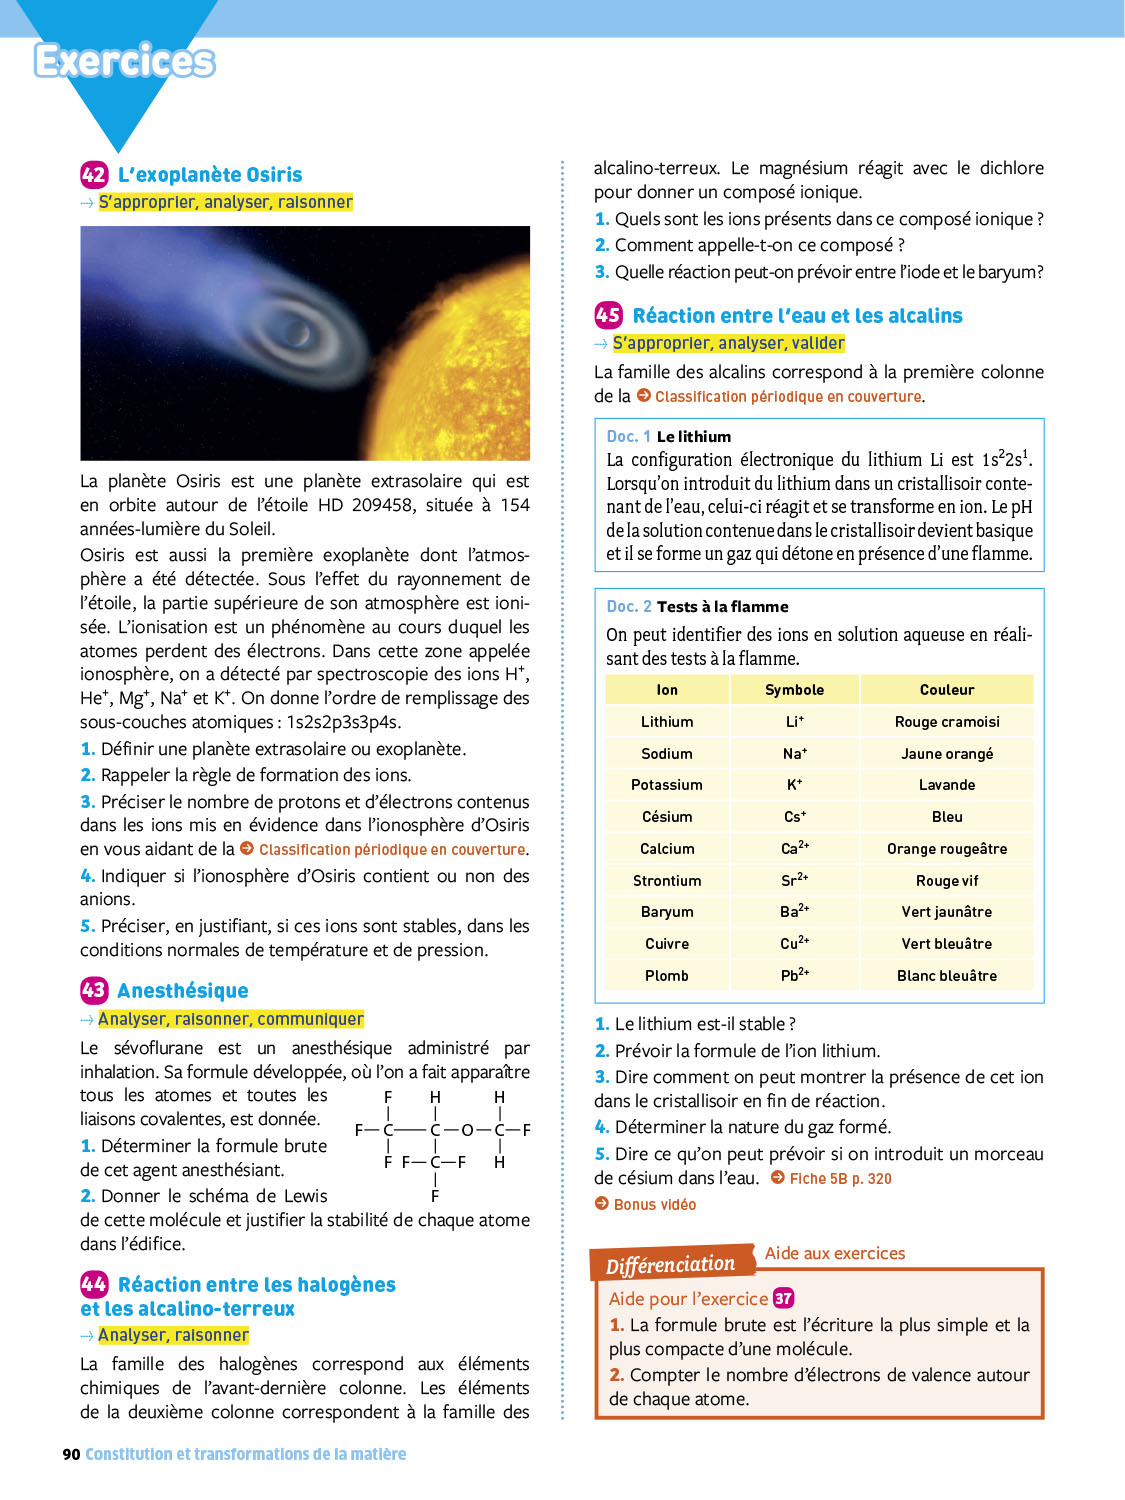 Exercices
42 L’exoplanète Osiris
→ S’approprier, analyser, raisonner
La planète Osiris est une planète extrasolaire qui est
en orbite autour de l’étoile HD 209458, située à 154
années-lumière du Soleil.
Osiris est aussi la première exoplanète dont l’atmos-
phère a été détectée. Sous l’effet du rayonnement de
l’étoile, la partie supérieure de son atmosphère est ioni-
sée. L’ionisation est un phénomène au cours duquel les
atomes perdent des électrons. Dans cette zone appelée
ionosphère, on a détecté par spectroscopie des ions H⁺,
He⁺, Mg⁺, Na⁺ et K⁺. On donne l’ordre de remplissage des
sous-couches atomiques : 1s2s2p3s3p4s.
1. Définir une planète extrasolaire ou exoplanète.
2. Rappeler la règle de formation des ions.
3. Préciser le nombre de protons et d’électrons contenus
dans les ions mis en évidence dans l’ionosphère d’Osiris
en vous aidant de la → Classification périodique en couverture.
4. Indiquer si l’ionosphère d’Osiris contient ou non des
anions.
5. Préciser, en justifiant, si ces ions sont stables, dans les
conditions normales de température et de pression.
43 Anesthésique
→ Analyser, raisonner, communiquer
Le sévoflurane est un anesthésique administré par
inhalation. Sa formule développée, où l’on a fait apparaître
tous les atomes et toutes les
liaisons covalentes, est donnée.
1. Déterminer la formule brute
de cet agent anesthésiant.
2. Donner le schéma de Lewis
F H H
F—C—C—O—C—F
F F—C—F H
F
de cette molécule et justifier la stabilité de chaque atome
dans l’édifice.
44 Réaction entre les halogènes
et les alcalino-terreux
→ Analyser, raisonner
La famille des halogènes correspond aux éléments
chimiques de l’avant-dernière colonne. Les éléments
de la deuxième colonne correspondent à la famille des
alcalino-terreux. Le magnésium réagit avec le dichlore
pour donner un composé ionique.
1. Quels sont les ions présents dans ce composé ionique ?
2. Comment appelle-t-on ce composé ?
3. Quelle réaction peut-on prévoir entre l’iode et le baryum ?
45 Réaction entre l’eau et les alcalins
→ S’approprier, analyser, valider
La famille des alcalins correspond à la première colonne
de la → Classification périodique en couverture.
Doc. 1 Le lithium
La configuration électronique du lithium Li est 1s²2s¹.
Lorsqu’on introduit du lithium dans un cristallisoir conte-
nant de l’eau, celui-ci réagit et se transforme en ion. Le pH
de la solution contenue dans le cristallisoir devient basique
et il se forme un gaz qui détone en présence d’une flamme.
Doc. 2 Tests à la flamme
On peut identifier des ions en solution aqueuse en réali-
sant des tests à la flamme.
Ion Symbole Couleur
Lithium Li⁺ Rouge cramoisi
Sodium Na⁺ Jaune orangé
Potassium K⁺ Lavande
Césium Cs⁺ Bleu
Calcium Ca²⁺ Orange rougeâtre
Strontium Sr²⁺ Rouge vif
Baryum Ba²⁺ Vert jaunâtre
Cuivre Cu²⁺ Vert bleuâtre
Plomb Pb²⁺ Blanc bleuâtre
1. Le lithium est-il stable ?
2. Prévoir la formule de l’ion lithium.
3. Dire comment on peut montrer la présence de cet ion
dans le cristallisoir en fin de réaction.
4. Déterminer la nature du gaz formé.
5. Dire ce qu’on peut prévoir si on introduit un morceau
de césium dans l’eau. → Fiche 5B p. 320
→ Bonus vidéo
Différenciation Aide aux exercices
Aide pour l’exercice 37
1. La formule brute est l’écriture la plus simple et la
plus compacte d’une molécule.
2. Compter le nombre d’électrons de valence autour
de chaque atome.
90 Constitution et transformations de la matière